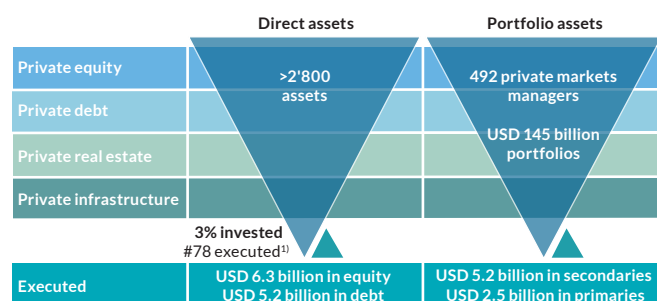 Direct assets
Portfolio assets
Private equity
>2'800
assets
492 private markets
managers
Private debt
USD 145 billion
portfolios
Private real estate
Private infrastructure
3% invested
#78 executed1)
Executed
USD 6.3 billion in equity
USD 5.2 billion in debt
USD 5.2 billion in secondaries
USD 2.5 billion in primaries